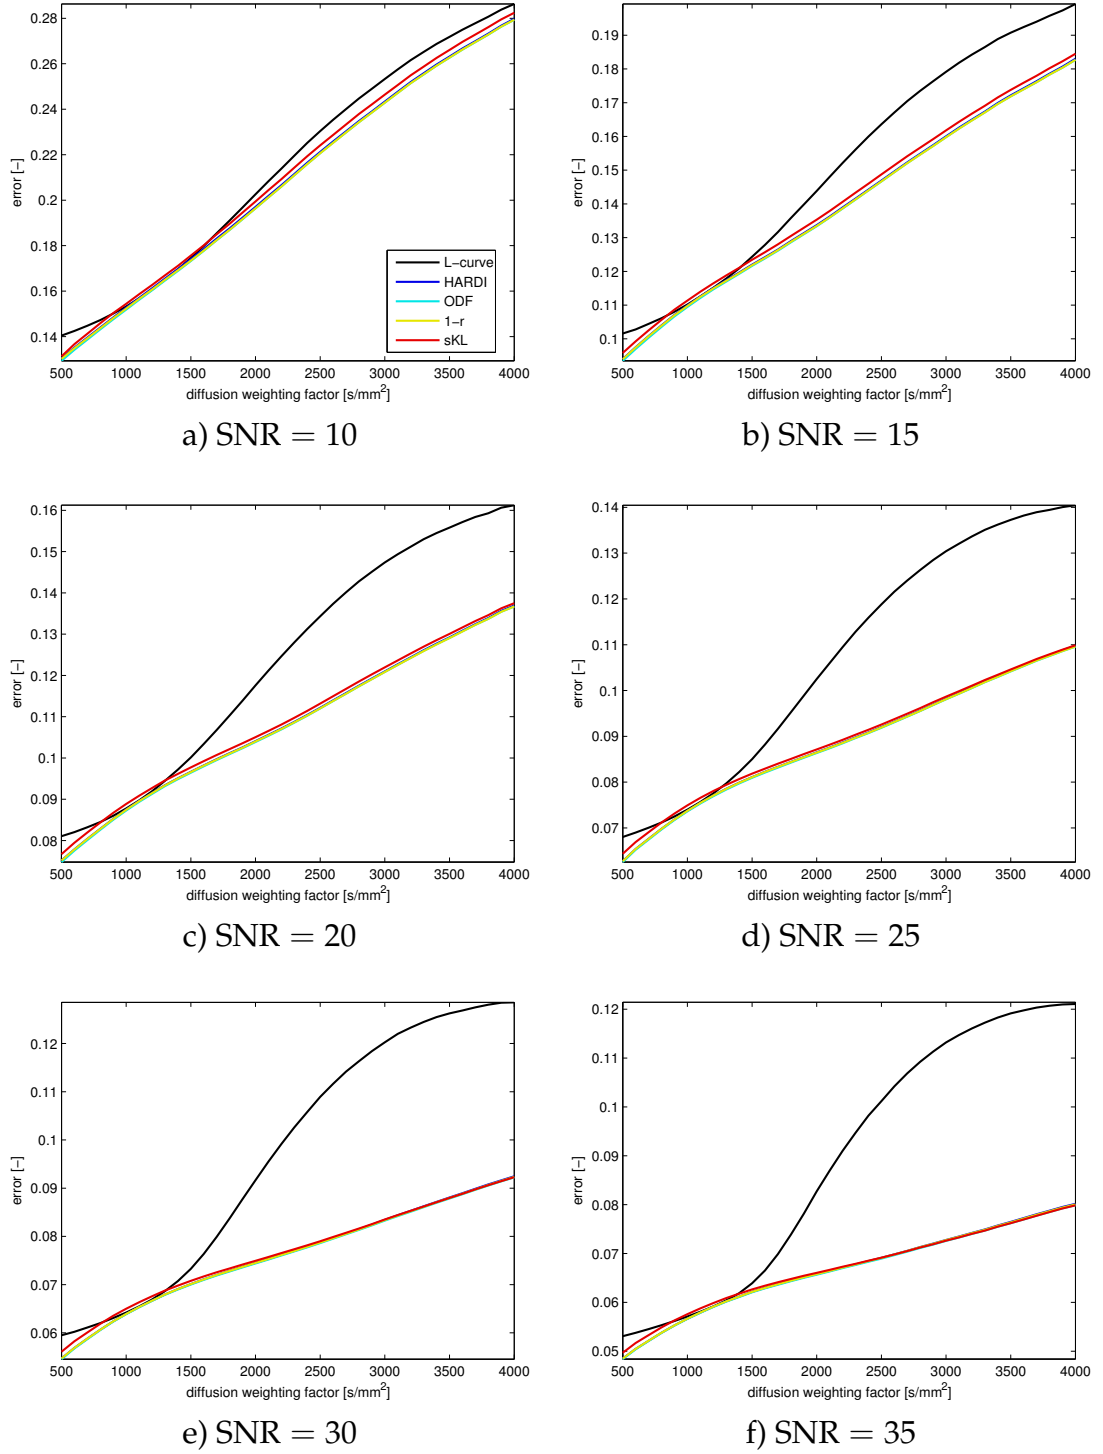 0.28
0.26
0.24
0.22
0.2
0.18
0.16
0.14
error [−]
L−curve
HARDI
ODF
1−r
sKL
500 1000 1500 2000 2500 3000 3500 4000
diffusion weighting factor [s/mm²]
a) SNR = 10
0.19
0.18
0.17
0.16
0.15
0.14
0.13
0.12
0.11
0.1
error [−]
500 1000 1500 2000 2500 3000 3500 4000
diffusion weighting factor [s/mm²]
b) SNR = 15
0.16
0.15
0.14
0.13
0.12
0.11
0.1
0.09
0.08
error [−]
500 1000 1500 2000 2500 3000 3500 4000
diffusion weighting factor [s/mm²]
c) SNR = 20
0.14
0.13
0.12
0.11
0.1
0.09
0.08
0.07
error [−]
500 1000 1500 2000 2500 3000 3500 4000
diffusion weighting factor [s/mm²]
d) SNR = 25
0.12
0.11
0.1
0.09
0.08
0.07
0.06
error [−]
500 1000 1500 2000 2500 3000 3500 4000
diffusion weighting factor [s/mm²]
e) SNR = 30
0.12
0.11
0.1
0.09
0.08
0.07
0.06
0.05
error [−]
500 1000 1500 2000 2500 3000 3500 4000
diffusion weighting factor [s/mm²]
f) SNR = 35